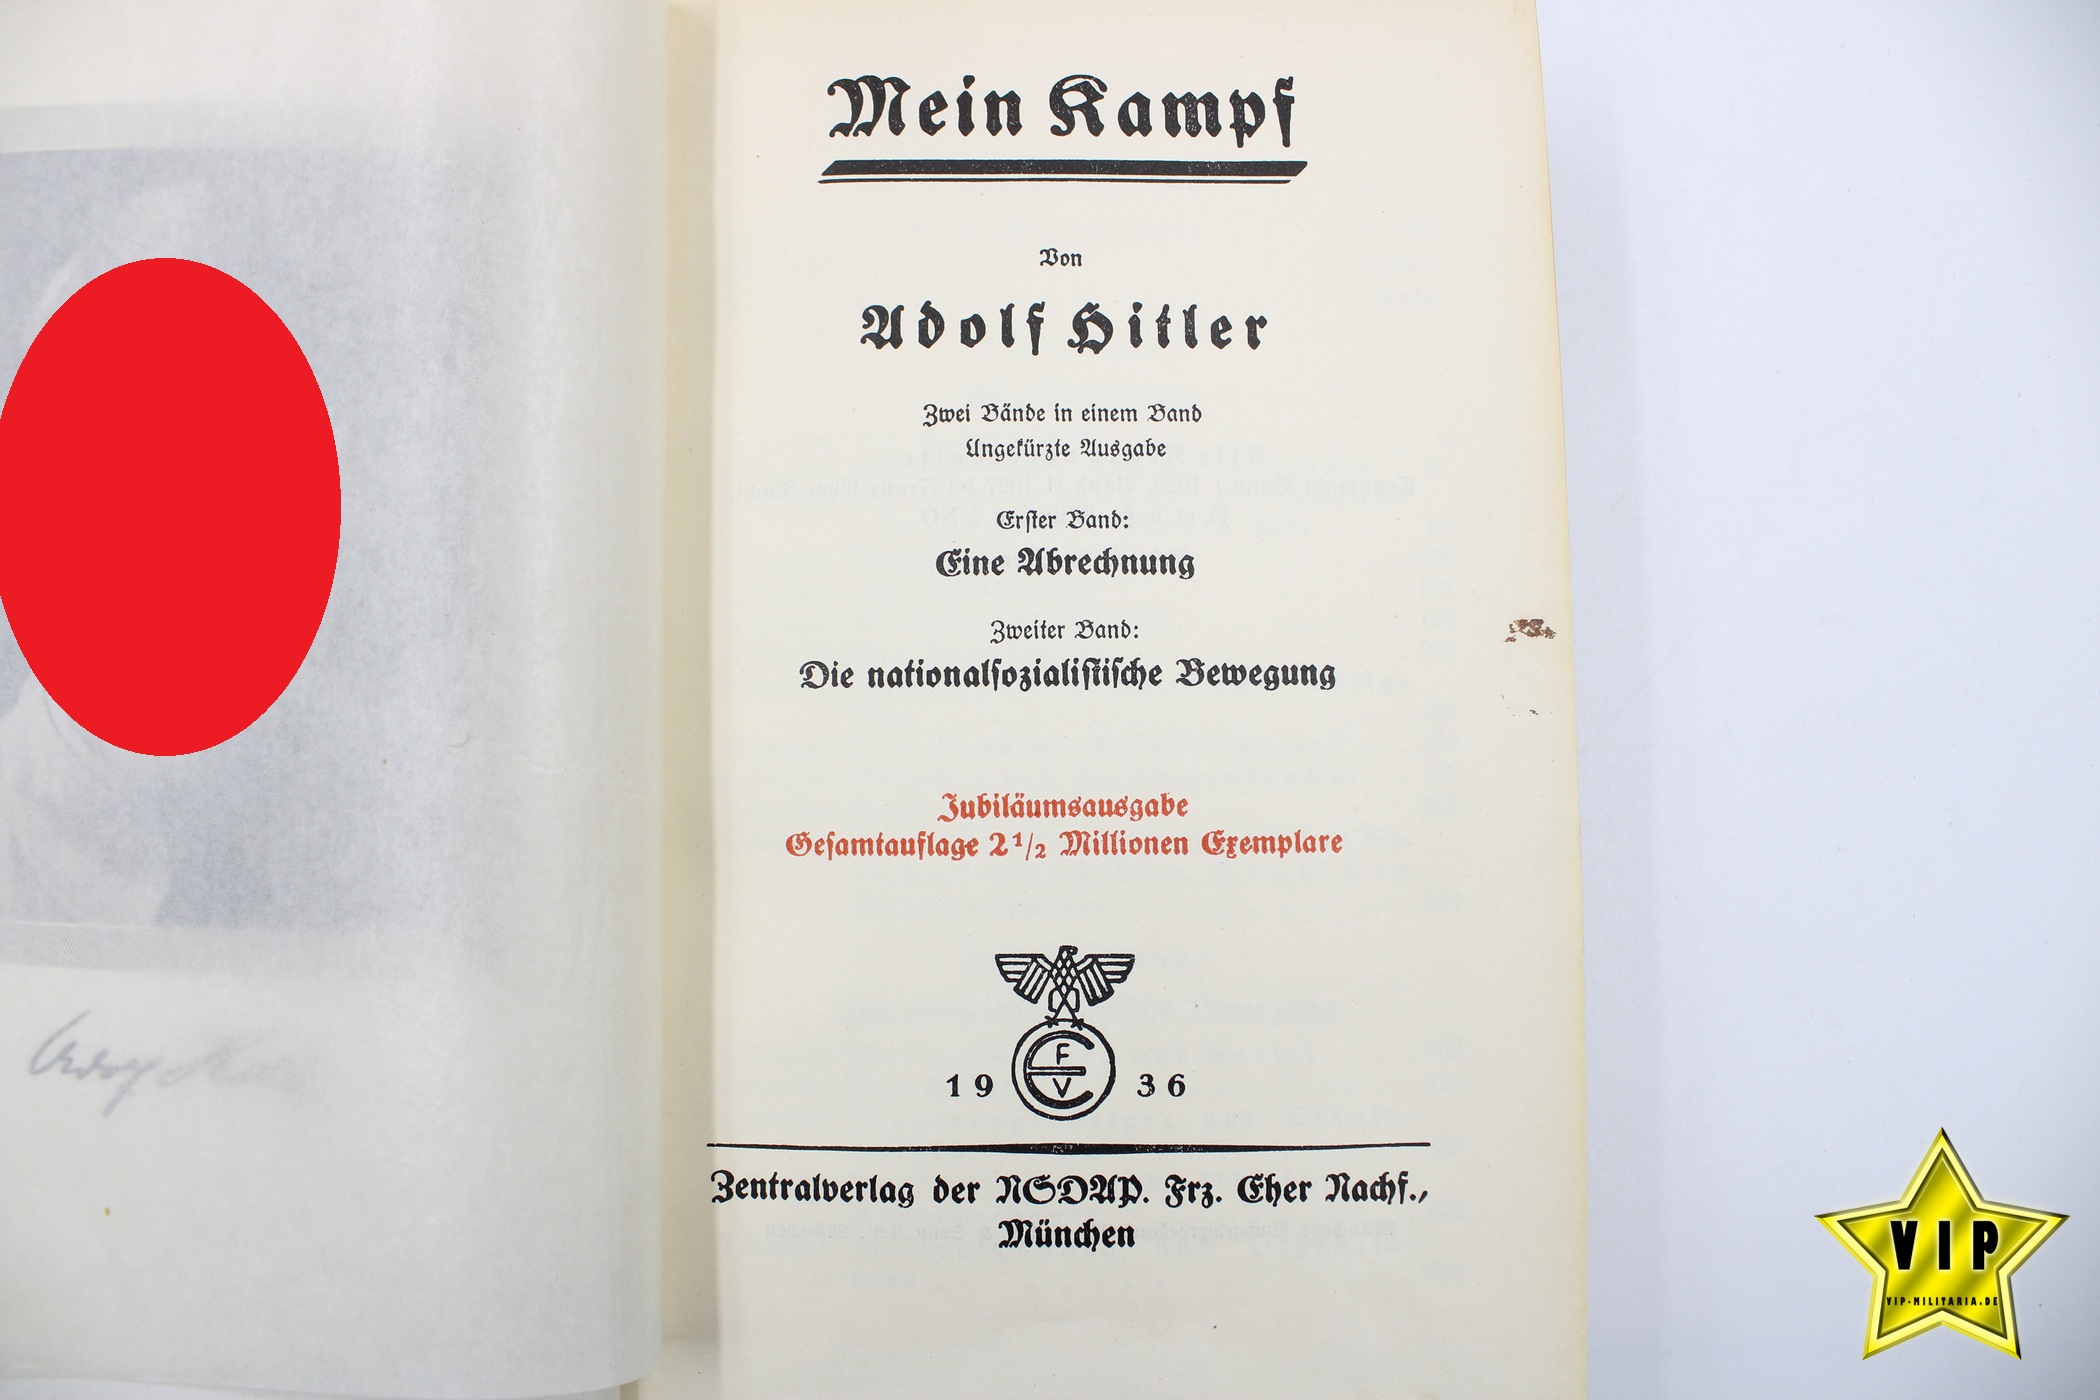 Mein Kampf
Von
Adolf Hitler
Zwei Bände in einem Band
Ungekürzte Ausgabe
Erster Band:
Eine Abrechnung
Zweiter Band:
Die nationalsozialistische Bewegung
Jubiläumsausgabe
Gesamtauflage 2 1/2 Millionen Exemplare
19 FEV 36
Zentralverlag der NSDAP. Frz. Eher Nachf.,
München
Adolf
VIP
VIP-MILITARIA.DE